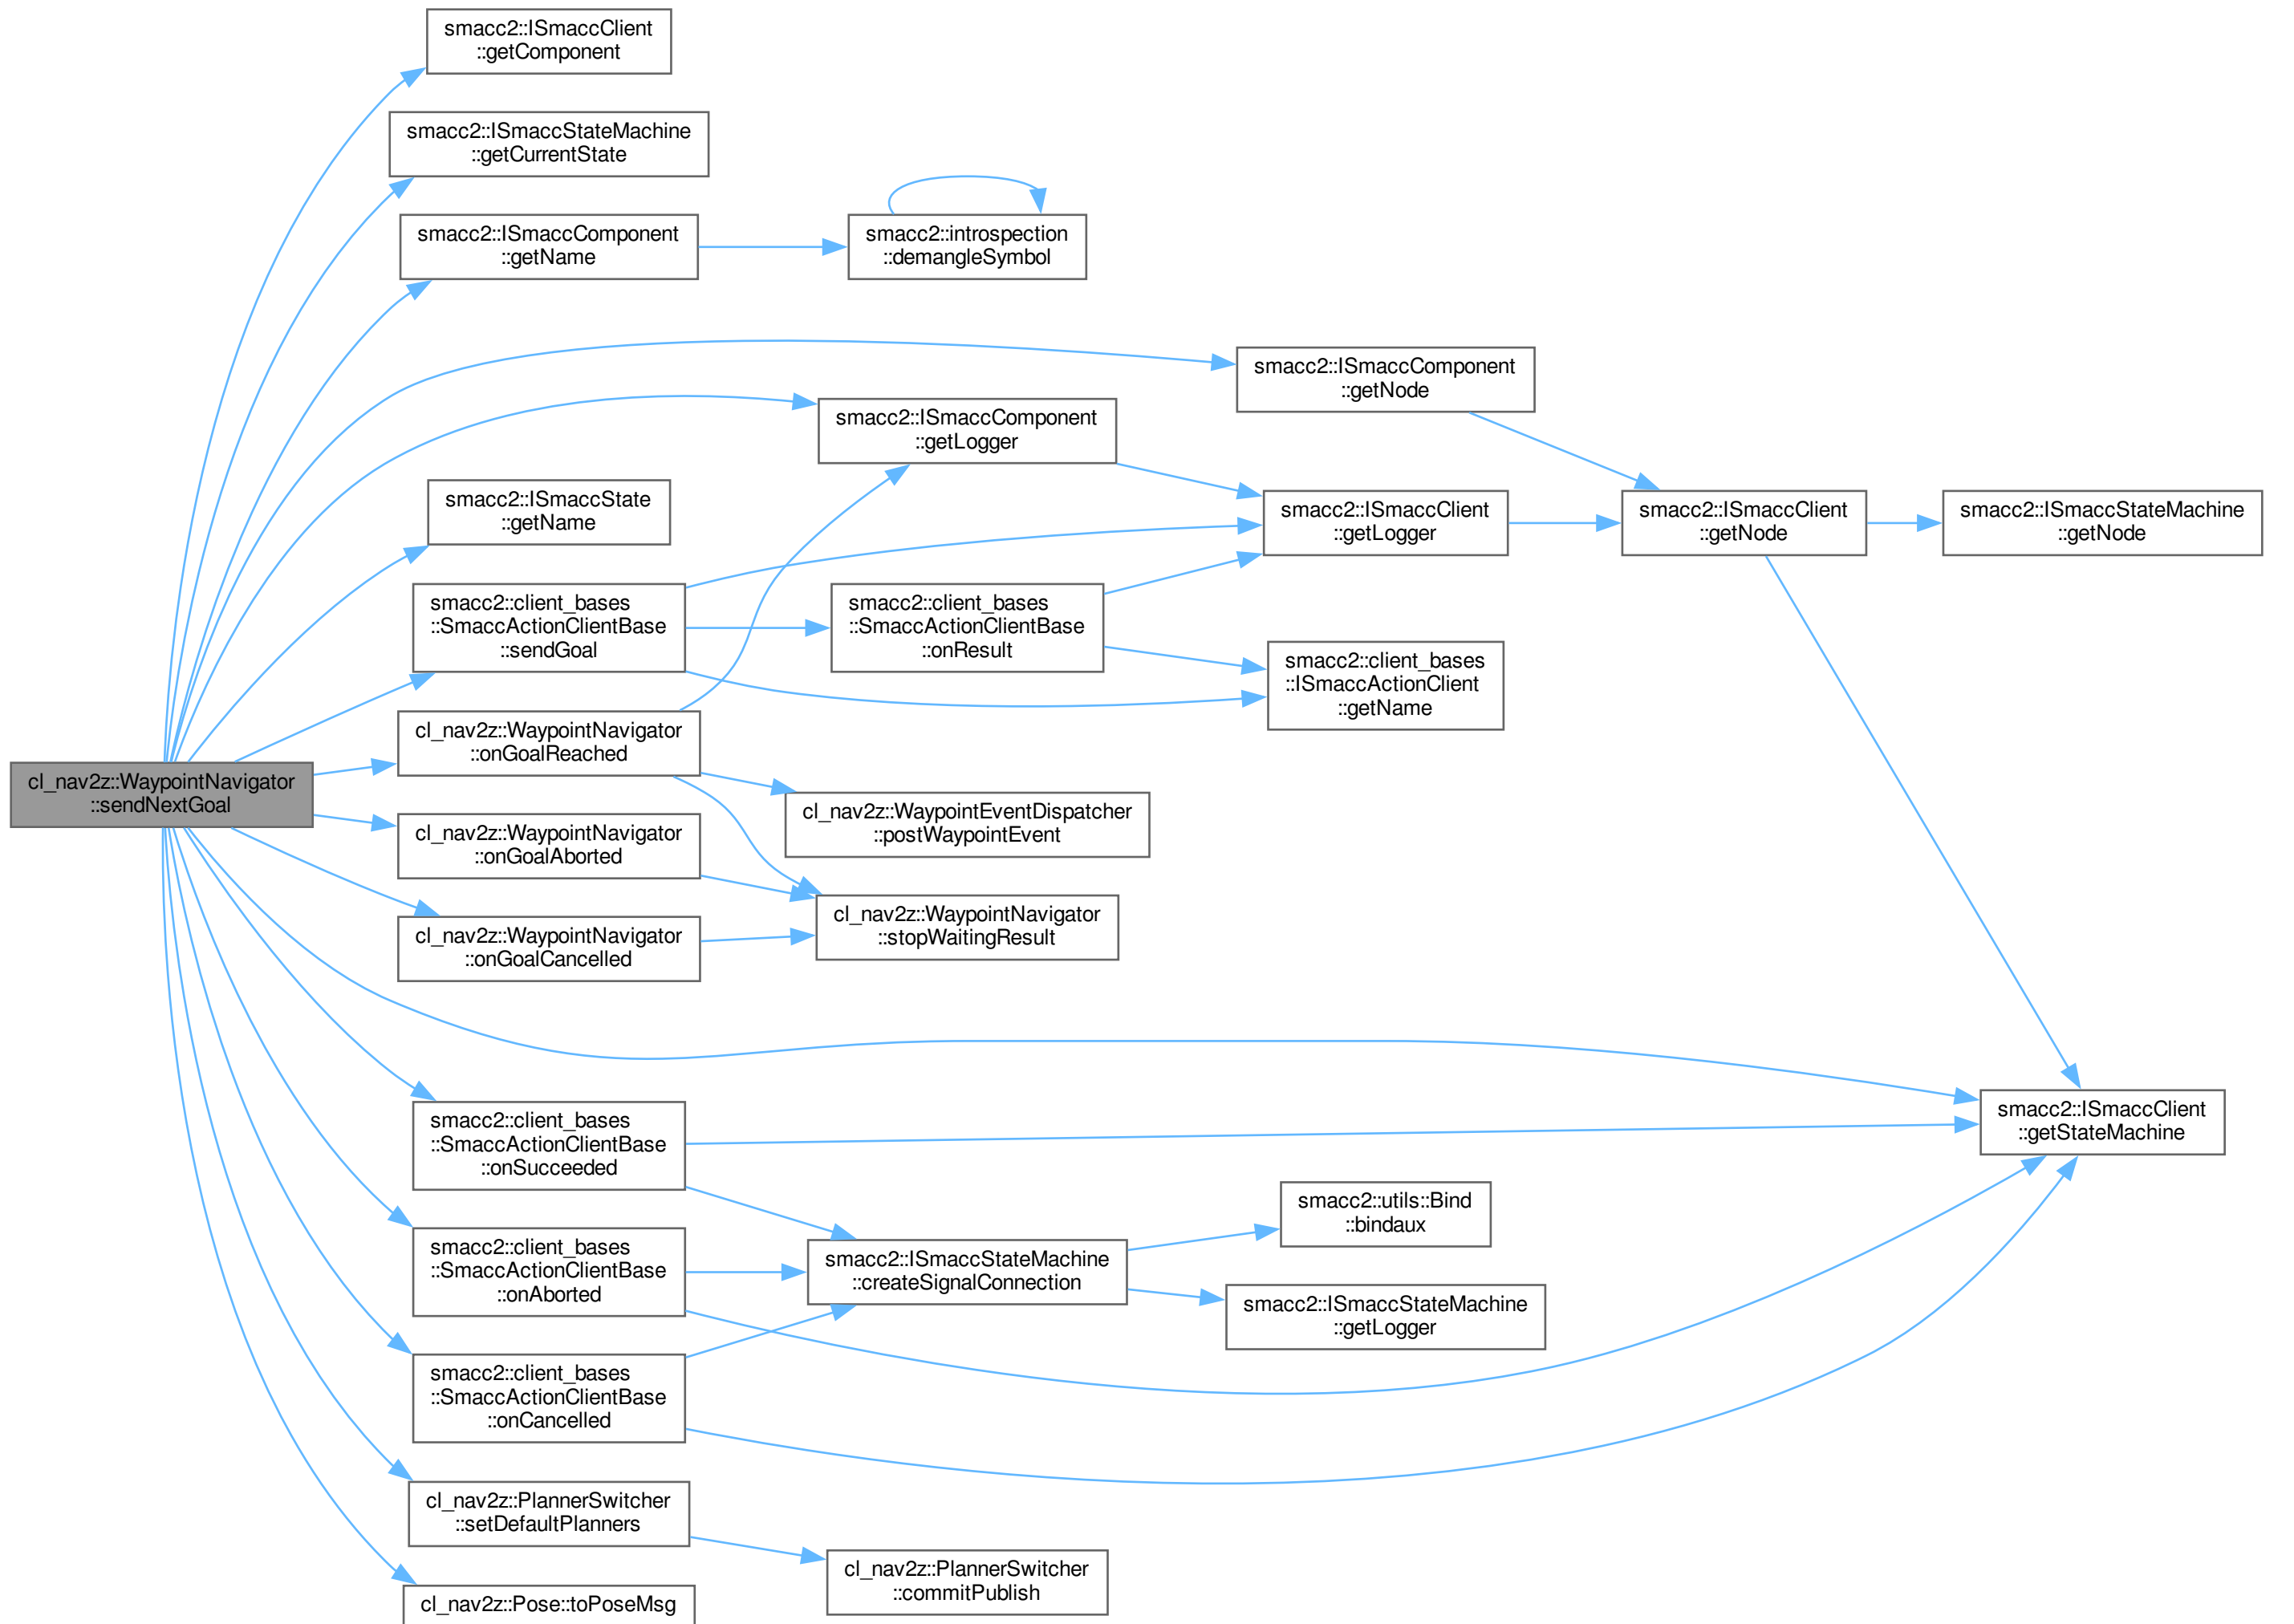 smacc2::ISmaccClient
::getComponent
smacc2::ISmaccStateMachine
::getCurrentState
smacc2::ISmaccComponent
::getName
smacc2::introspection
::demangleSymbol
smacc2::ISmaccComponent
::getNode
smacc2::ISmaccComponent
::getLogger
smacc2::ISmaccState
::getName
smacc2::ISmaccClient
::getLogger
smacc2::ISmaccClient
::getNode
smacc2::ISmaccStateMachine
::getNode
smacc2::client_bases
::SmaccActionClientBase
::sendGoal
smacc2::client_bases
::SmaccActionClientBase
::onResult
smacc2::client_bases
::ISmaccActionClient
::getName
cl_nav2z::WaypointNavigator
::onGoalReached
cl_nav2z::WaypointNavigator
::sendNextGoal
cl_nav2z::WaypointEventDispatcher
::postWaypointEvent
cl_nav2z::WaypointNavigator
::onGoalAborted
cl_nav2z::WaypointNavigator
::stopWaitingResult
cl_nav2z::WaypointNavigator
::onGoalCancelled
smacc2::client_bases
::SmaccActionClientBase
::onSucceeded
smacc2::ISmaccClient
::getStateMachine
smacc2::client_bases
::SmaccActionClientBase
::onAborted
smacc2::ISmaccStateMachine
::createSignalConnection
smacc2::utils::Bind
::bindaux
smacc2::ISmaccStateMachine
::getLogger
smacc2::client_bases
::SmaccActionClientBase
::onCancelled
cl_nav2z::PlannerSwitcher
::setDefaultPlanners
cl_nav2z::PlannerSwitcher
::commitPublish
cl_nav2z::Pose::toPoseMsg